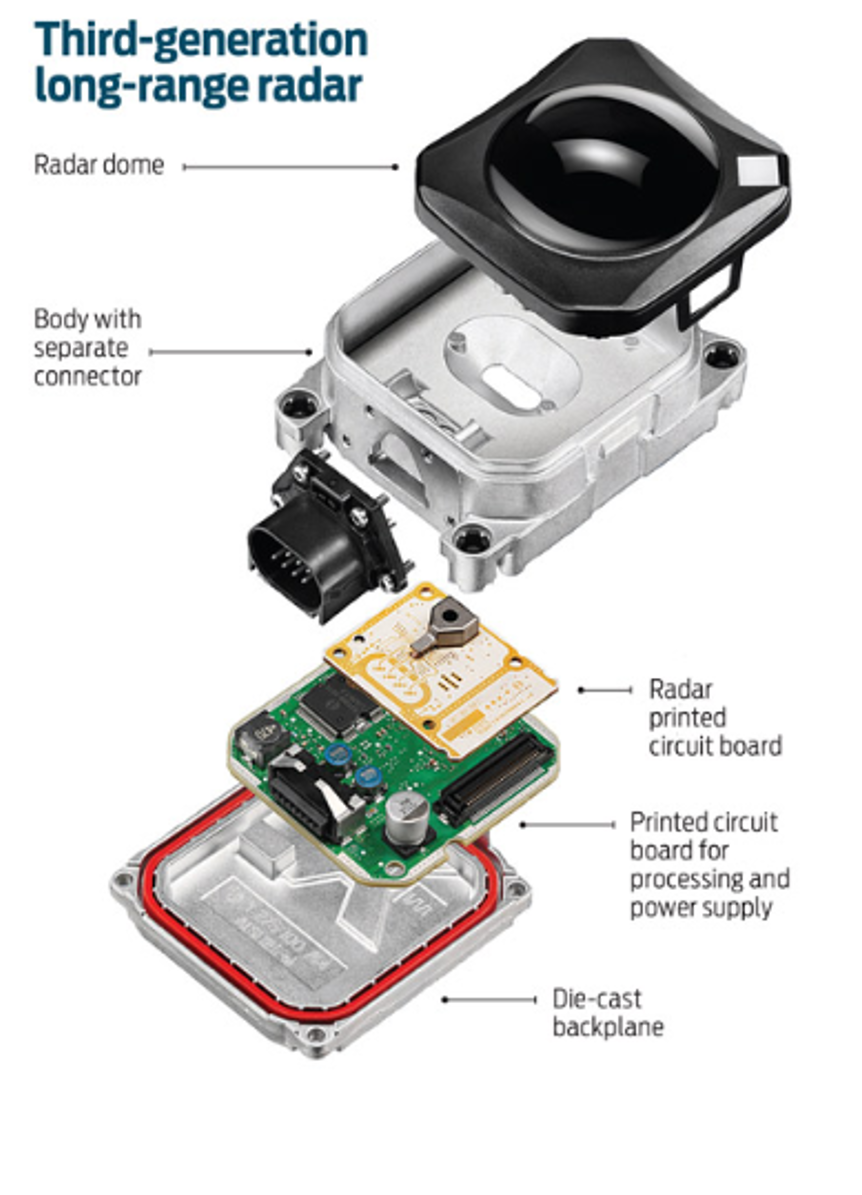 Third-generation
long-range radar
Radar dome
Body with
separate
connector
Radar
printed
circuit board
Printed circuit
board for
processing and
power supply
Die-cast
backplane